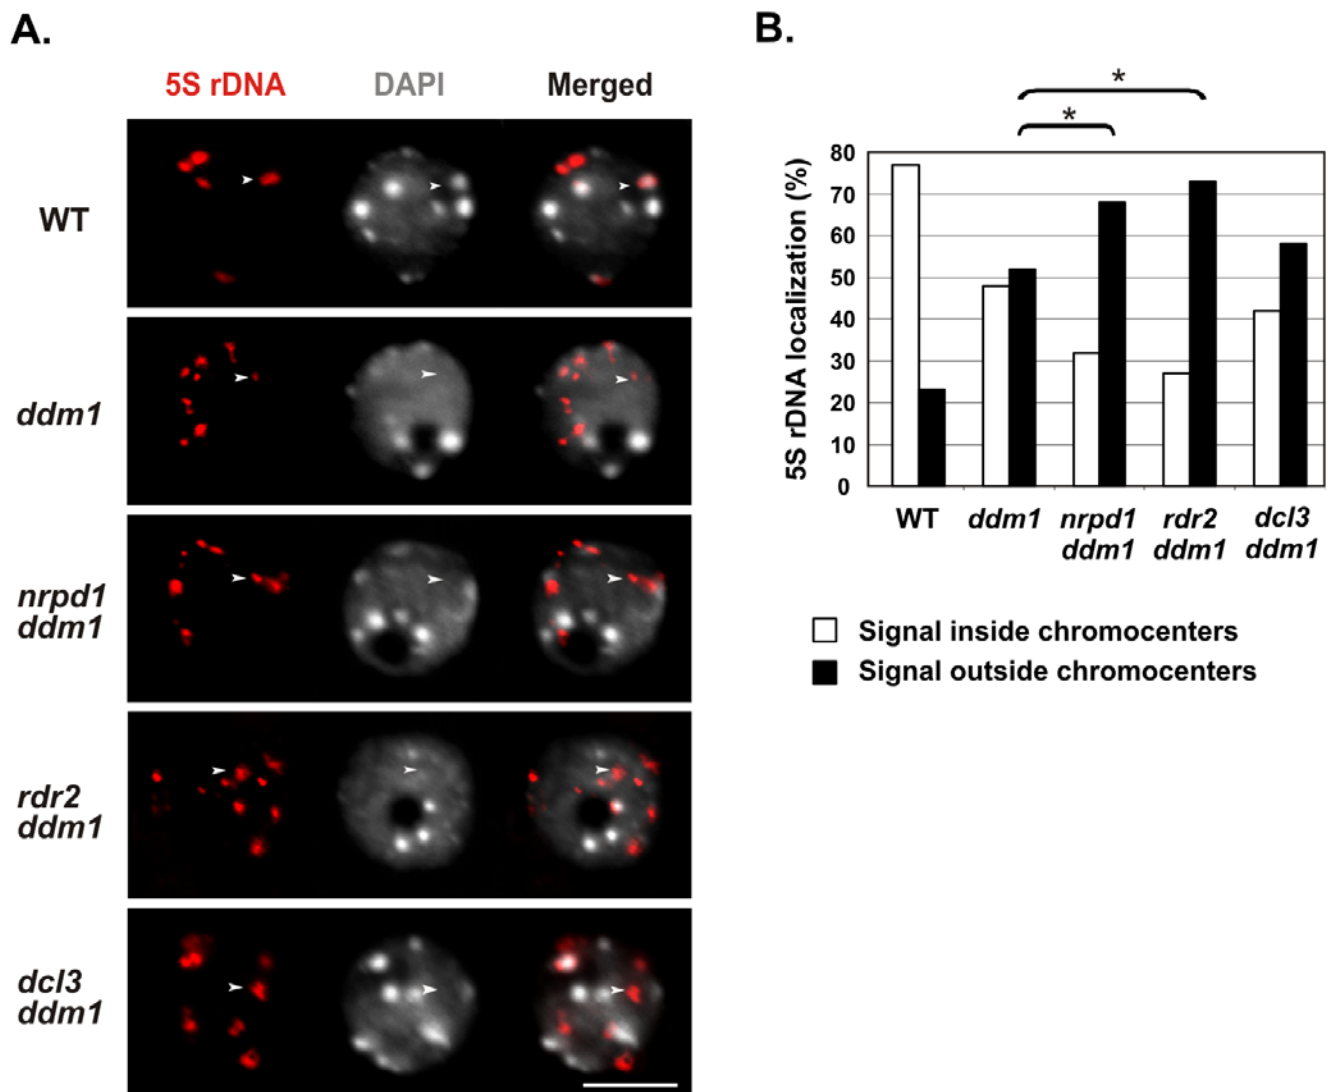 A.
5S rDNA DAPI Merged
WT
ddm1
nrpd1
ddm1
rdr2
ddm1
dcl3
ddm1
B.
*
*
5S rDNA localization (%)
80
70
60
50
40
30
20
10
0
WT ddm1 nrpd1 rdr2 dcl3
ddm1 ddm1 ddm1
Signal inside chromocenters
Signal outside chromocenters